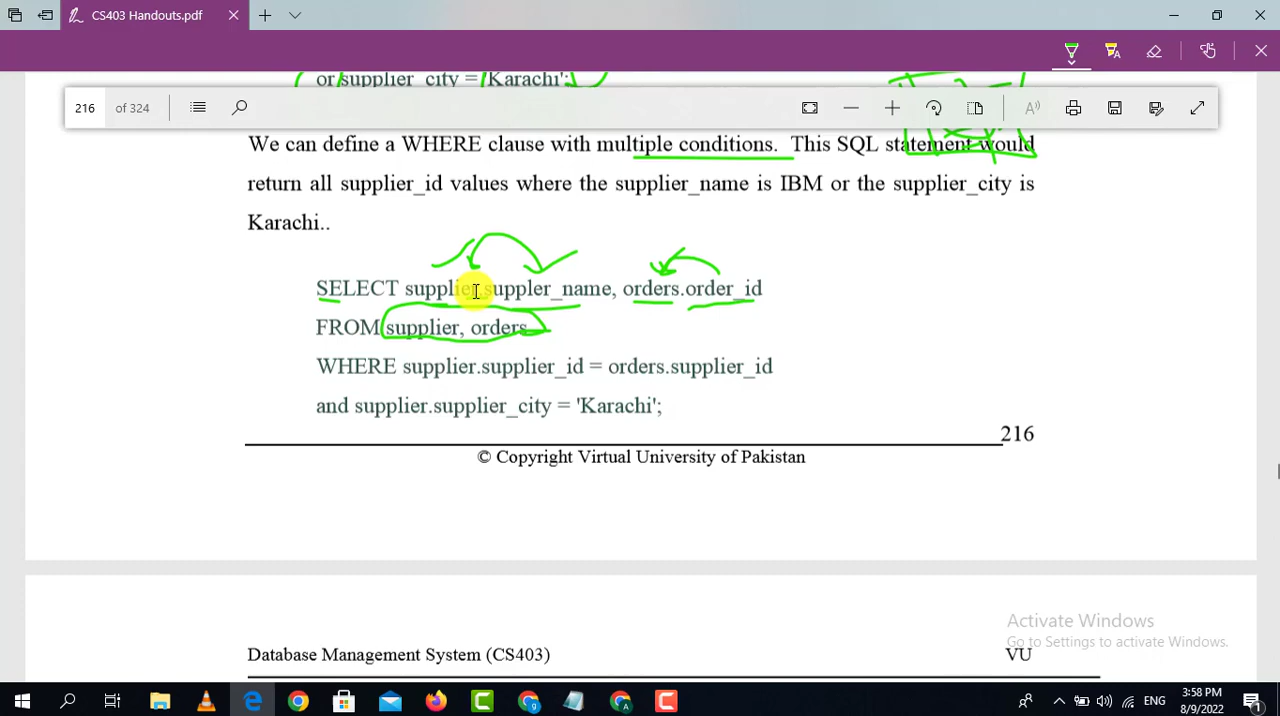 CS403 Handouts.pdf
or supplier_city = 'Karachi';
216 of 324
We can define a WHERE clause with multiple conditions. This SQL statement would
return all supplier_id values where the supplier_name is IBM or the supplier_city is
Karachi..
SELECT supplier.suppler_name, orders.order_id
FROM supplier, orders
WHERE supplier.supplier_id = orders.supplier_id
and supplier.supplier_city = 'Karachi';
216
© Copyright Virtual University of Pakistan
Activate Windows
Go to Settings to activate Windows.
Database Management System (CS403) VU
ENG
3:58 PM
8/9/2022
1